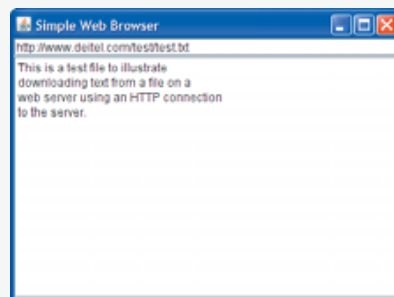 Simple Web Browser
http://www.deitel.com/test/test.txt
This is a test file to illustrate
downloading text from a file on a
web server using an HTTP connection
to the server.